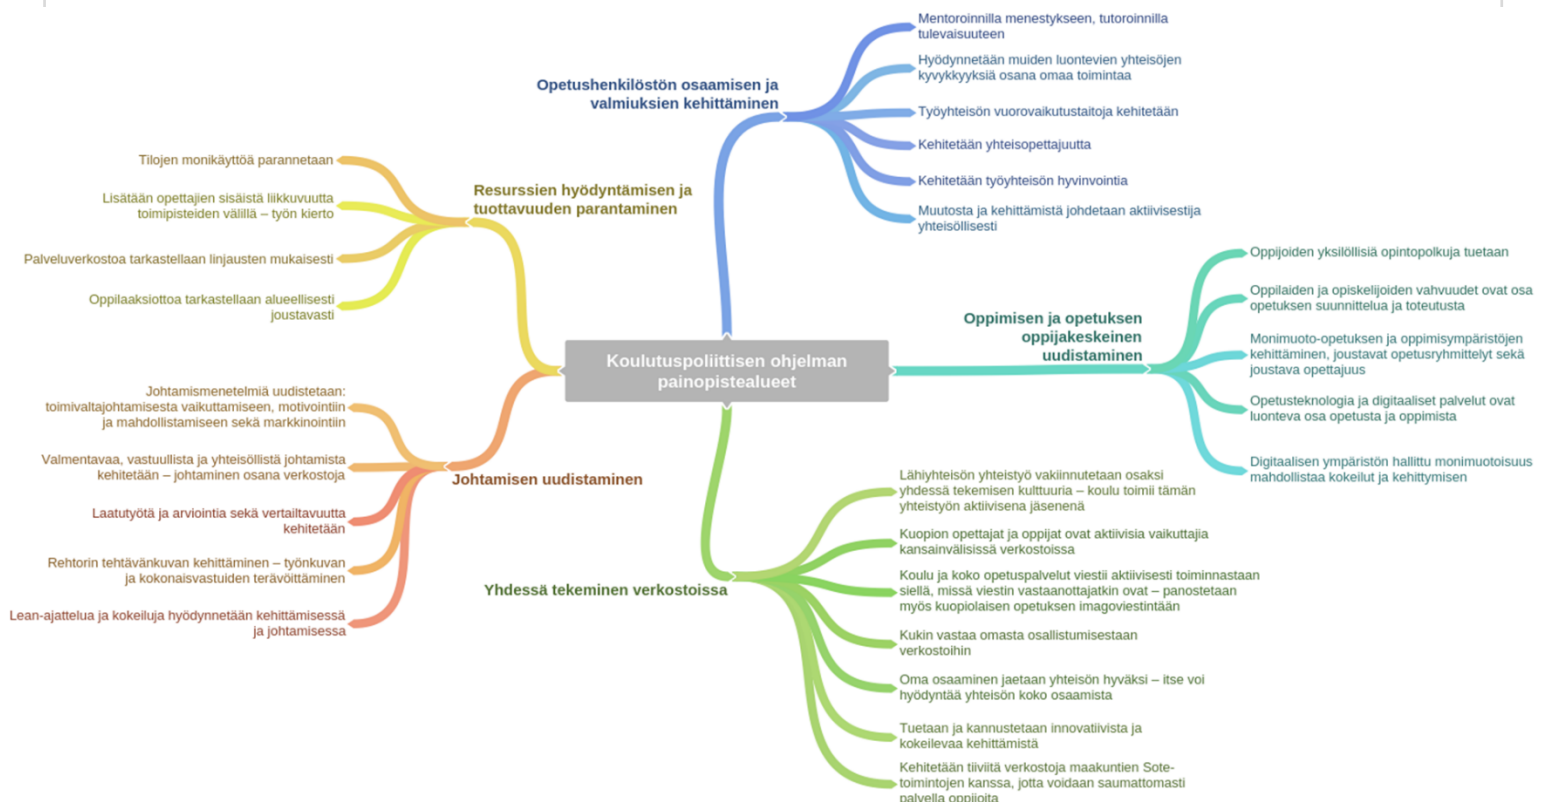 Koulutuspoliittisen ohjelman
painopistealueet
Opetushenkilöstön osaamisen ja
valmiuksien kehittäminen
Mentoroinnilla menestykseen, tutoroinnilla
tulevaisuuteen
Hyödynnetään muiden luontevien yhteisöjen
kyvykkyyksiä osana omaa toimintaa
Työyhteisön vuorovaikutustaitoja kehitetään
Kehitetään yhteisopettajuutta
Kehitetään työyhteisön hyvinvointia
Muutosta ja kehittämistä johdetaan aktiivisestija
yhteisöllisesti
Oppimisen ja opetuksen
oppijakeskeinen
uudistaminen
Oppijoiden yksilöllisiä opintopolkuja tuetaan
Oppilaiden ja opiskelijoiden vahvuudet ovat osa
opetuksen suunnittelua ja toteutusta
Monimuoto-opetuksen ja oppimisympäristöjen
kehittäminen, joustavat opetusryhmittelyt sekä
joustava opettajuus
Opetusteknologia ja digitaaliset palvelut ovat
luonteva osa opetusta ja oppimista
Digitaalisen ympäristön hallittu monimuotoisuus
mahdollistaa kokeilut ja kehittymisen
Yhdessä tekeminen verkostoissa
Lähiyhteisön yhteistyö vakiinnutetaan osaksi
yhdessä tekemisen kulttuuria – koulu toimii tämän
yhteistyön aktiivisena jäsenenä
Kuopion opettajat ja oppijat ovat aktiivisia vaikuttajia
kansainvälisissä verkostoissa
Koulu ja koko opetuspalvelut viestii aktiivisesti toiminnastaan
siellä, missä viestin vastaanottajatkin ovat – panostetaan
myös kuopiolaisen opetuksen imagoviestintään
Kukin vastaa omasta osallistumisestaan
verkostoihin
Oma osaaminen jaetaan yhteisön hyväksi – itse voi
hyödyntää yhteisön koko osaamista
Tuetaan ja kannustetaan innovatiivista ja
kokeilevaa kehittämistä
Kehitetään tiiviitä verkostoja maakuntien Sote-
toimintojen kanssa, jotta voidaan saumattomasti
palvella oppijoita
Resurssien hyödyntämisen ja
tuottavuuden parantaminen
Tilojen monikäyttöä parannetaan
Lisätään opettajien sisäistä liikkuvuutta
toimipisteiden välillä – työn kierto
Palveluverkostoa tarkastellaan linjausten mukaisesti
Oppilaaksiottoa tarkastellaan alueellisesti
joustavasti
Johtamisen uudistaminen
Johtamismenetelmiä uudistetaan:
toimivaltajohtamisesta vaikuttamiseen, motivointiin
ja mahdollistamiseen sekä markkinointiin
Valmentavaa, vastuullista ja yhteisöllistä johtamista
kehitetään – johtaminen osana verkostoja
Laatutyötä ja arviointia sekä vertailtavuutta
kehitetään
Rehtorin tehtävänkuvan kehittäminen – työnkuvan
ja kokonaisvastuiden terävöittäminen
Lean-ajattelua ja kokeiluja hyödynnetään kehittämisessä
ja johtamisessa